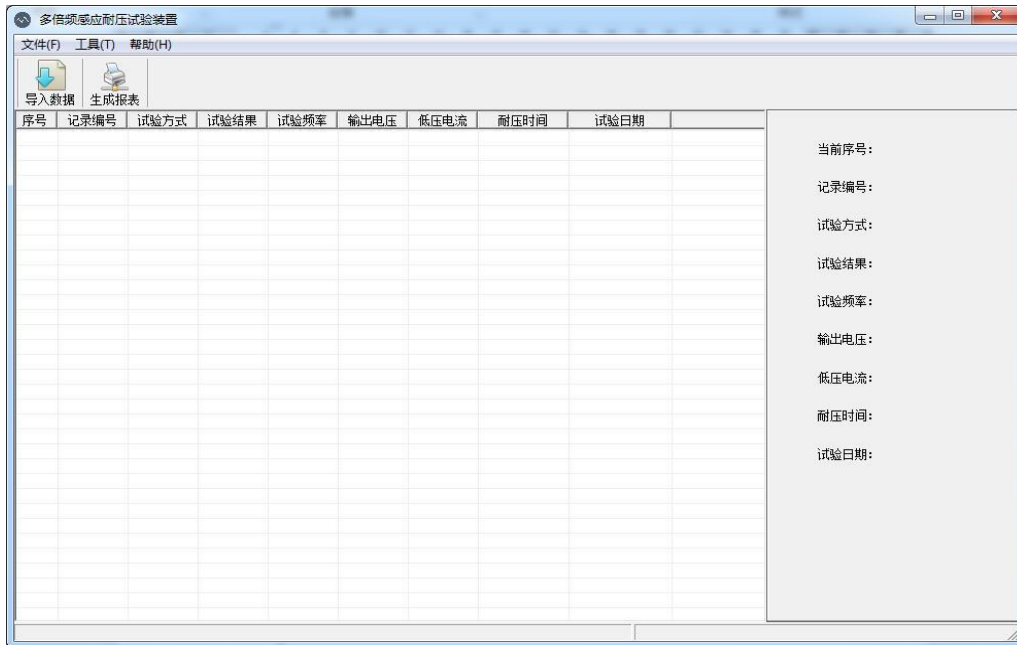 多倍频感应耐压试验装置
文件(F) 工具(T) 帮助(H)
导入数据 生成报表
序号 记录编号 试验方式 试验结果 试验频率 输出电压 低压电流 耐压时间 试验日期
当前序号：
记录编号：
试验方式：
试验结果：
试验频率：
输出电压：
低压电流：
耐压时间：
试验日期：